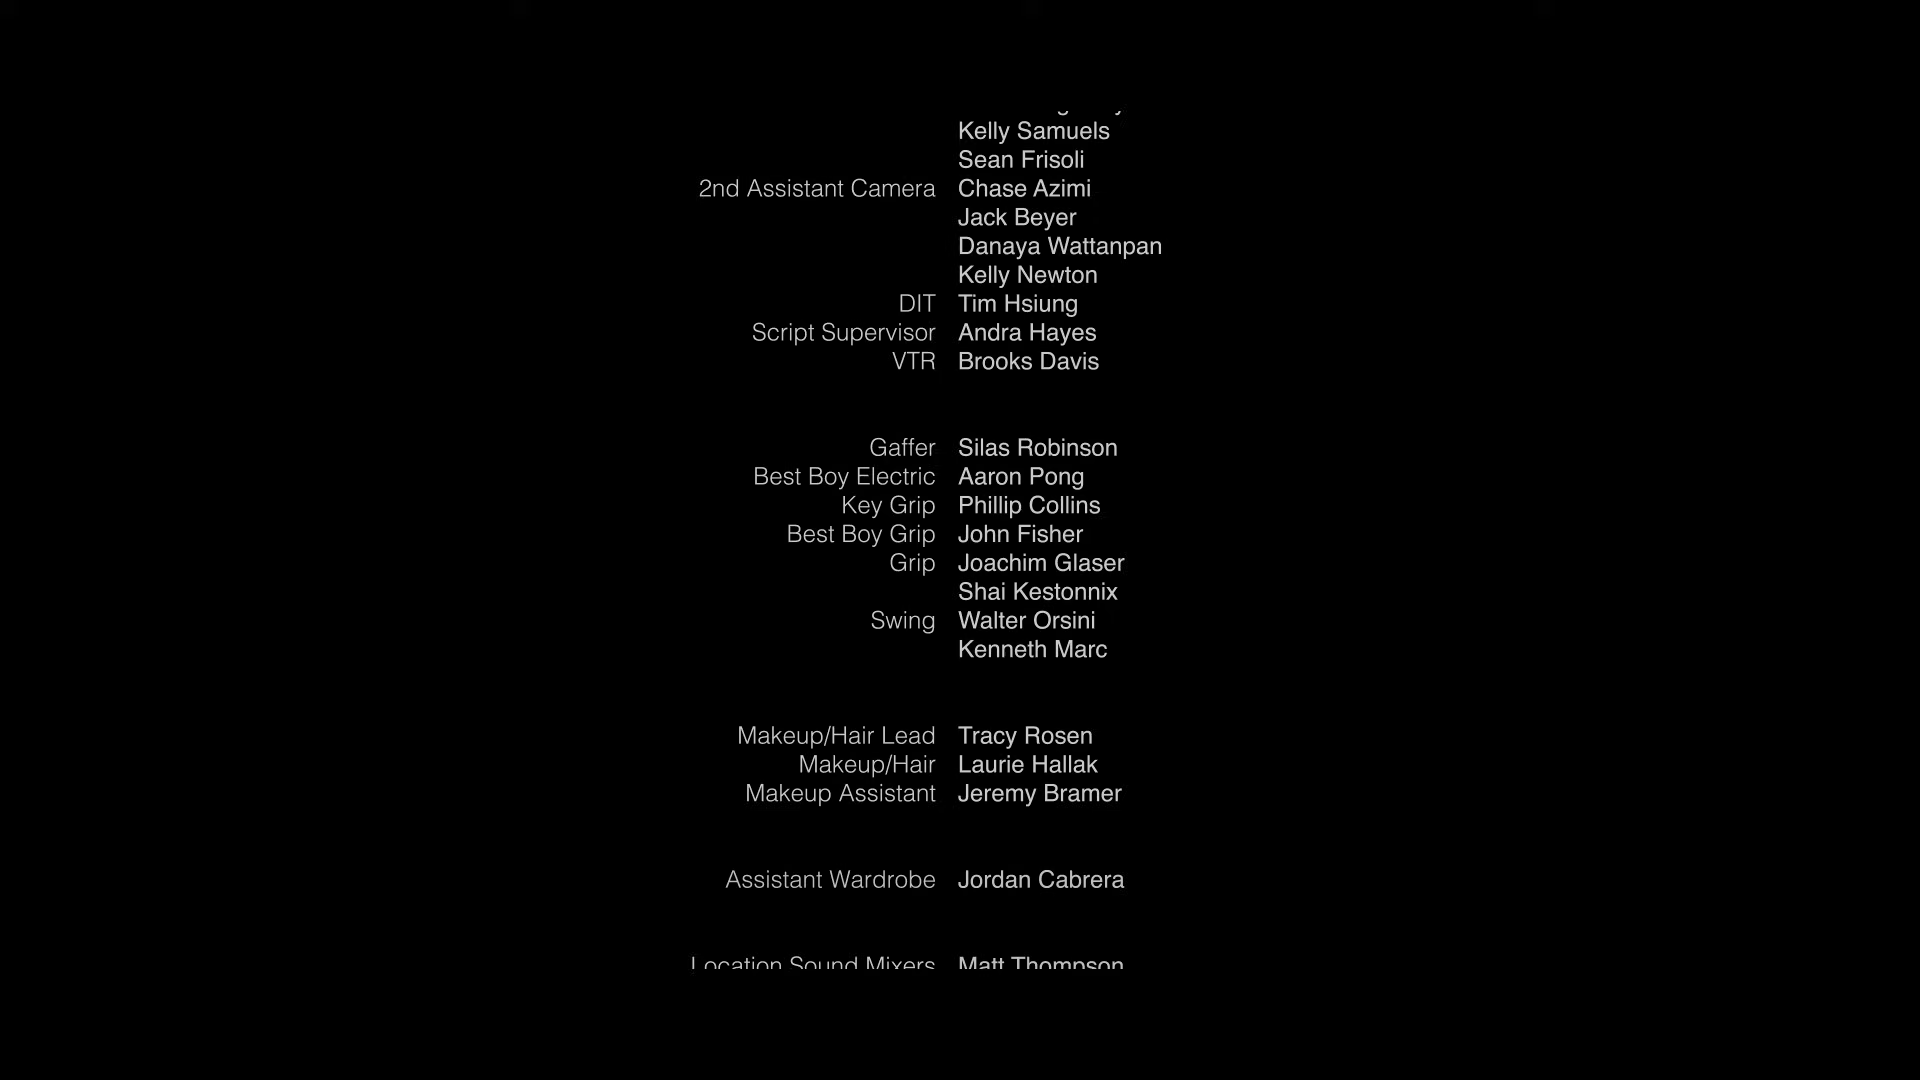 Kelly Samuels
Sean Frisoli
2nd Assistant Camera Chase Azimi
Jack Beyer
Danaya Wattanpan
Kelly Newton
DIT Tim Hsiung
Script Supervisor Andra Hayes
VTR Brooks Davis
Gaffer Silas Robinson
Best Boy Electric Aaron Pong
Key Grip Phillip Collins
Best Boy Grip John Fisher
Grip Joachim Glaser
Shai Kestonnix
Swing Walter Orsini
Kenneth Marc
Makeup/Hair Lead Tracy Rosen
Makeup/Hair Laurie Hallak
Makeup Assistant Jeremy Bramer
Assistant Wardrobe Jordan Cabrera
Location Sound Mixers Matt Thompson